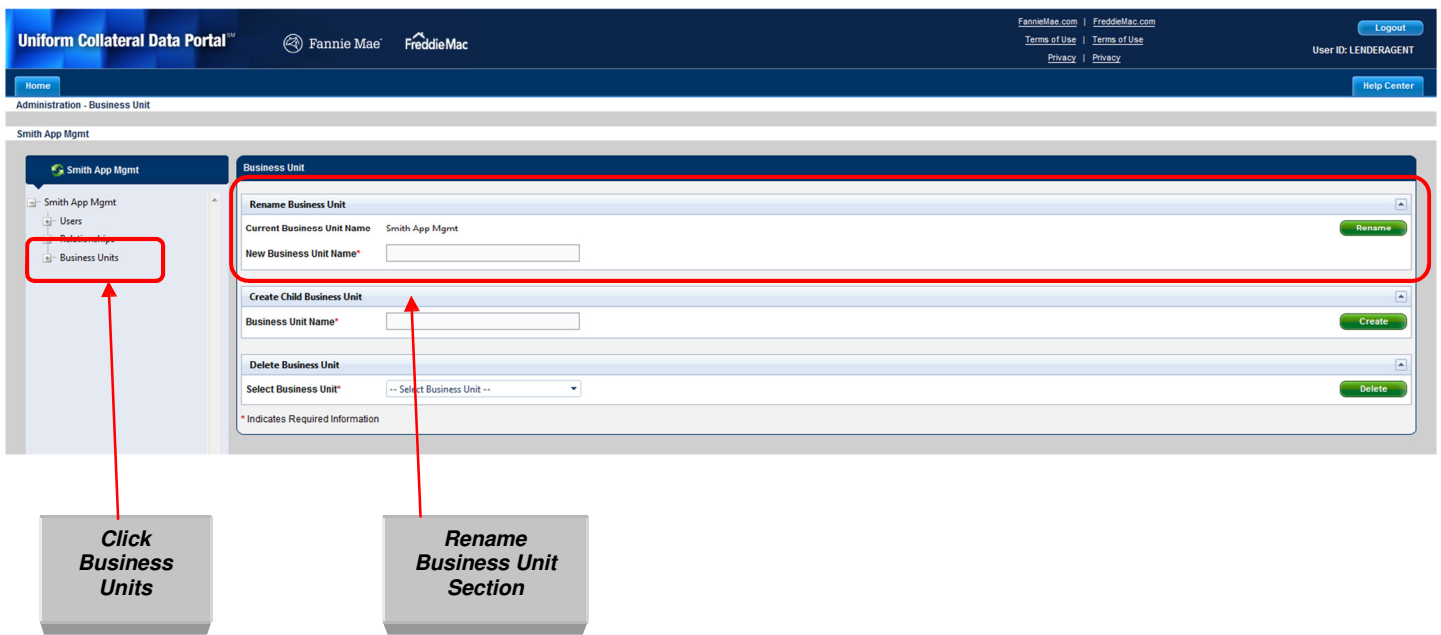 FannieMae.com | FreddieMac.com
Logout
Uniform Collateral Data Portal℠ Fannie Mae FreddieMac
Terms of Use | Terms of Use
User ID: LENDERAGENT
Privacy | Privacy
Home
Help Center
Administration - Business Unit
Smith App Mgmt
Smith App Mgmt
Smith App Mgmt
Users
Relationships
Business Units
Business Unit
Rename Business Unit
Current Business Unit Name Smith App Mgmt
Rename
New Business Unit Name*
Create Child Business Unit
Business Unit Name*
Create
Delete Business Unit
Select Business Unit* -- Select Business Unit --
Delete
* Indicates Required Information
Click
Business
Units
Rename
Business Unit
Section